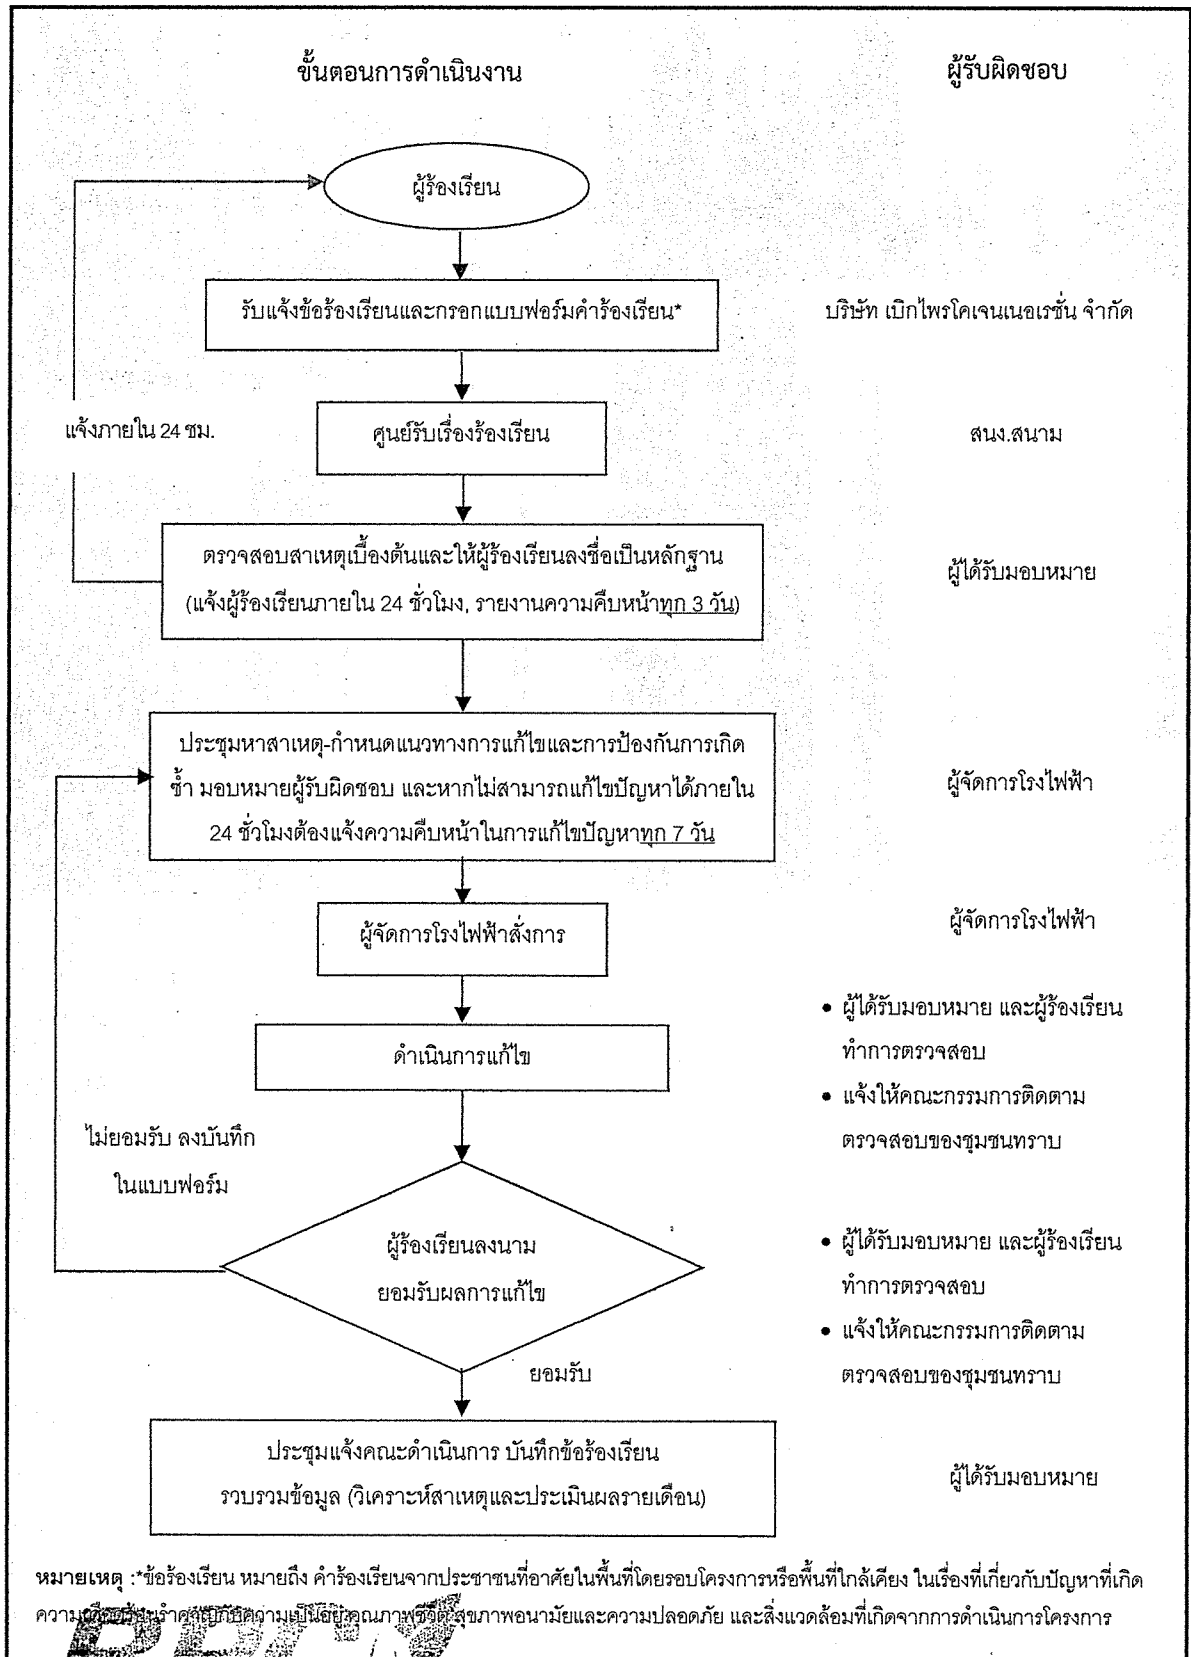 ขั้นตอนการดำเนินงาน
ผู้รับผิดชอบ
ผู้ร้องเรียน
รับแจ้งข้อร้องเรียนและกรอกแบบฟอร์มคำร้องเรียน*
บริษัท เบิกไพรโคเจนเนอเรชั่น จำกัด
แจ้งภายใน 24 ชม.
ศูนย์รับเรื่องร้องเรียน
สนง.สนาม
ตรวจสอบสาเหตุเบื้องต้นและให้ผู้ร้องเรียนลงชื่อเป็นหลักฐาน
(แจ้งผู้ร้องเรียนภายใน 24 ชั่วโมง, รายงานความคืบหน้าทุก 3 วัน)
ผู้ได้รับมอบหมาย
ประชุมหาสาเหตุ-กำหนดแนวทางการแก้ไขและการป้องกันการเกิด
ซ้ำ มอบหมายผู้รับผิดชอบ และหากไม่สามารถแก้ไขปัญหาได้ภายใน
24 ชั่วโมงต้องแจ้งความคืบหน้าในการแก้ไขปัญหาทุก 7 วัน
ผู้จัดการโรงไฟฟ้า
ผู้จัดการโรงไฟฟ้าสั่งการ
ผู้จัดการโรงไฟฟ้า
ดำเนินการแก้ไข
• ผู้ได้รับมอบหมาย และผู้ร้องเรียน
ทำการตรวจสอบ
• แจ้งให้คณะกรรมการติดตาม
ตรวจสอบของชุมชนทราบ
ไม่ยอมรับ ลงบันทึก
ในแบบฟอร์ม
ผู้ร้องเรียนลงนาม
ยอมรับผลการแก้ไข
• ผู้ได้รับมอบหมาย และผู้ร้องเรียน
ทำการตรวจสอบ
• แจ้งให้คณะกรรมการติดตาม
ตรวจสอบของชุมชนทราบ
ยอมรับ
ประชุมแจ้งคณะดำเนินการ บันทึกข้อร้องเรียน
รวบรวมข้อมูล (วิเคราะห์สาเหตุและประเมินผลรายเดือน)
ผู้ได้รับมอบหมาย
หมายเหตุ :*ข้อร้องเรียน หมายถึง คำร้องเรียนจากประชาชนที่อาศัยในพื้นที่โดยรอบโครงการหรือพื้นที่ใกล้เคียง ในเรื่องที่เกี่ยวกับปัญหาที่เกิด
สุขภาพอนามัยและความปลอดภัย และสิ่งแวดล้อมที่เกิดจากการดำเนินการโครงการ